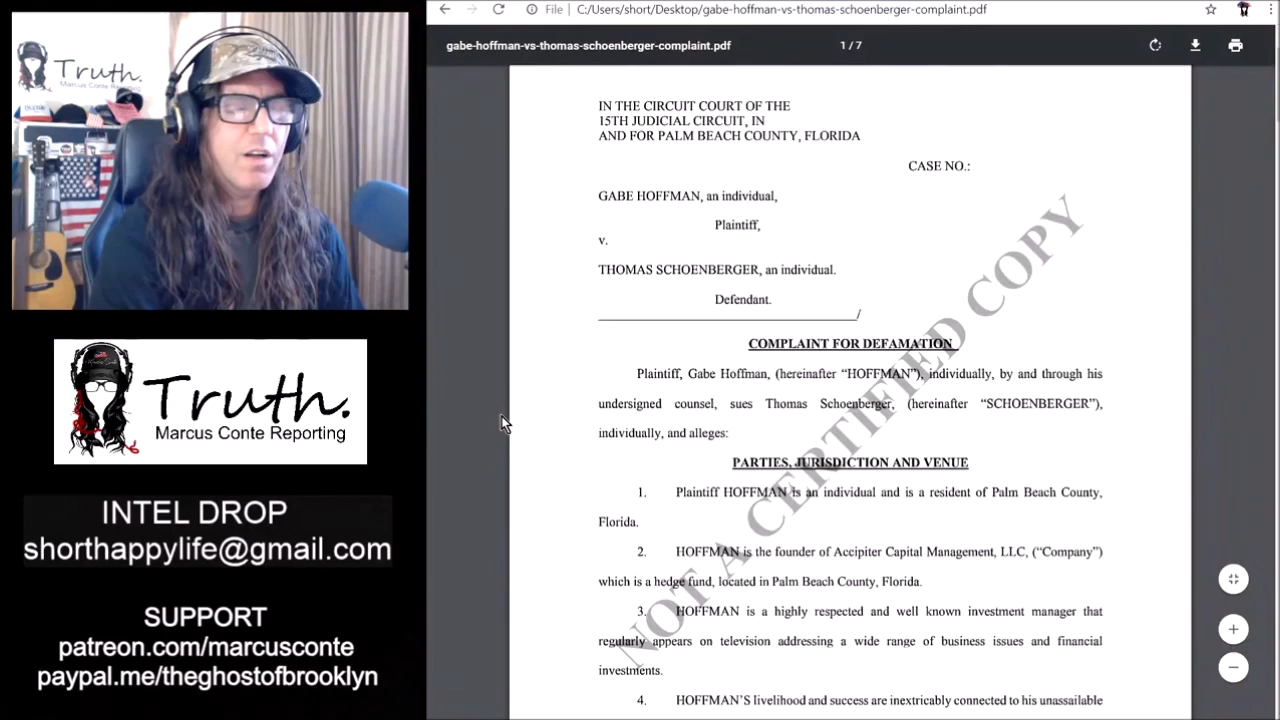 File | C:/Users/short/Desktop/gabe-hoffman-vs-thomas-schoenberger-complaint.pdf
gabe-hoffman-vs-thomas-schoenberger-complaint.pdf
1 / 7
Truth.
Marcus Conte Reporting
Truth.
Marcus Conte Reporting
INTEL DROP
shorthappylife@gmail.com
SUPPORT
patreon.com/marcusconte
paypal.me/theghostofbrooklyn
IN THE CIRCUIT COURT OF THE
15TH JUDICIAL CIRCUIT, IN
AND FOR PALM BEACH COUNTY, FLORIDA
CASE NO.:
GABE HOFFMAN, an individual,
Plaintiff,
v.
THOMAS SCHOENBERGER, an individual.
Defendant.
/
COMPLAINT FOR DEFAMATION
Plaintiff, Gabe Hoffman, (hereinafter “HOFFMAN”), individually, by and through his
undersigned counsel, sues Thomas Schoenberger, (hereinafter “SCHOENBERGER”),
individually, and alleges:
PARTIES, JURISDICTION AND VENUE
1. Plaintiff HOFFMAN is an individual and is a resident of Palm Beach County,
Florida.
2. HOFFMAN is the founder of Accipiter Capital Management, LLC, (“Company”)
which is a hedge fund, located in Palm Beach County, Florida.
3. HOFFMAN is a highly respected and well known investment manager that
regularly appears on television addressing a wide range of business issues and financial
investments.
4. HOFFMAN’S livelihood and success are inextricably connected to his unassailable
NOT A CERTIFIED COPY